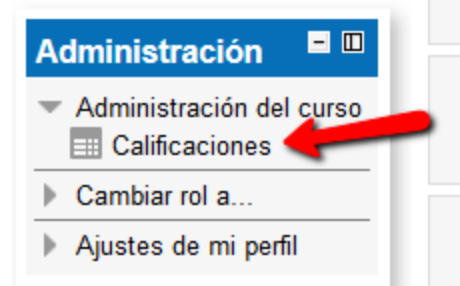 Administración
Administración del curso
Calificaciones
Cambiar rol a...
Ajustes de mi perfil